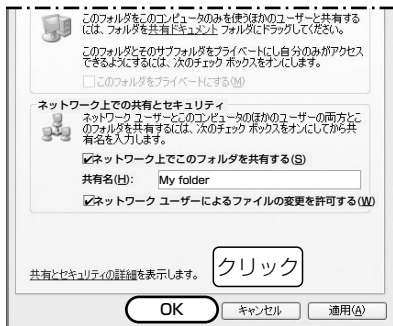 このフォルダをこのコンピュータのみを使うほかのユーザーと共有する
には、フォルダを共有ドキュメント フォルダにドラッグしてください。
このフォルダとそのサブフォルダをプライベートにし自分のみがアクセス
できるようにするには、次のチェック ボックスをオンにします。
このフォルダをプライベートにする(M)
ネットワーク上での共有とセキュリティ
ネットワーク ユーザーとこのコンピュータのほかのユーザーの両方とこ
のフォルダを共有するには、次のチェック ボックスをオンにしてから共
有名を入力します。
ネットワーク上でこのフォルダを共有する(S)
共有名(H): My folder
ネットワーク ユーザーによるファイルの変更を許可する(W)
共有とセキュリティの詳細を表示します。
クリック
OK キャンセル 適用(A)